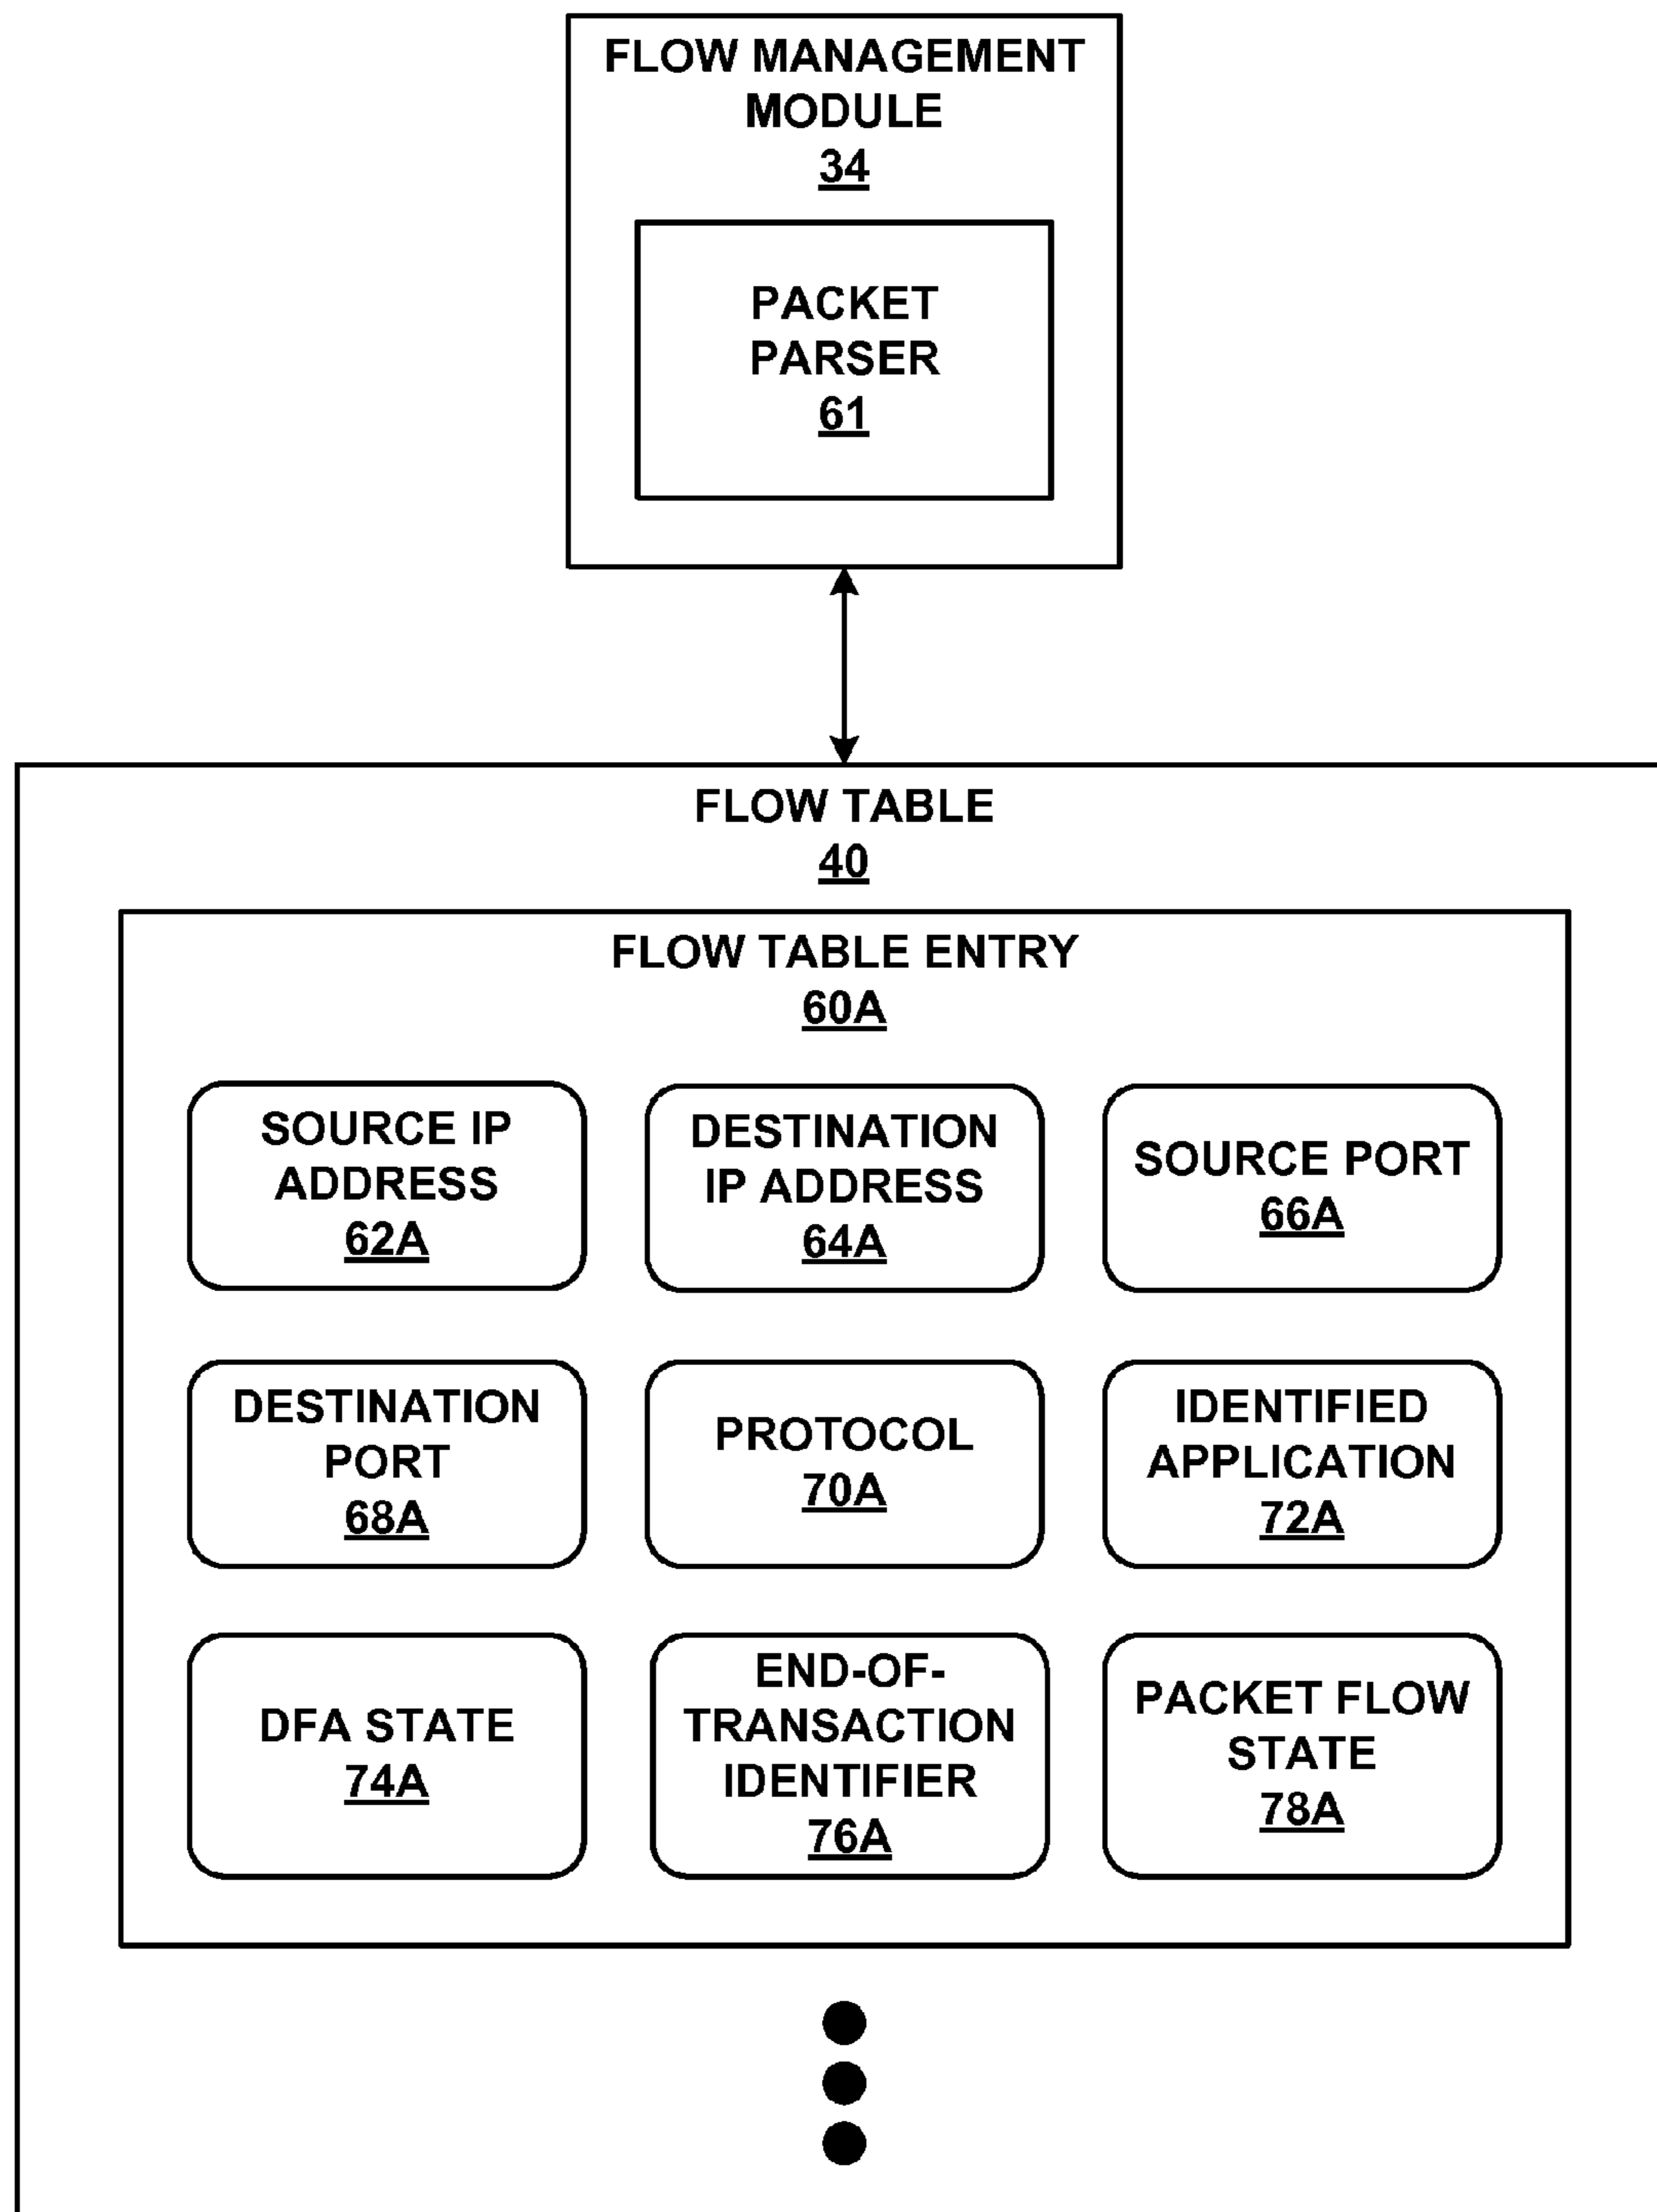 FLOW MANAGEMENT
MODULE
34
PACKET
PARSER
61
FLOW TABLE
40
FLOW TABLE ENTRY
60A
SOURCE IP
ADDRESS
62A
DESTINATION
IP ADDRESS
64A
SOURCE PORT
66A
DESTINATION
PORT
68A
PROTOCOL
70A
IDENTIFIED
APPLICATION
72A
DFA STATE
74A
END-OF-
TRANSACTION
IDENTIFIER
76A
PACKET FLOW
STATE
78A